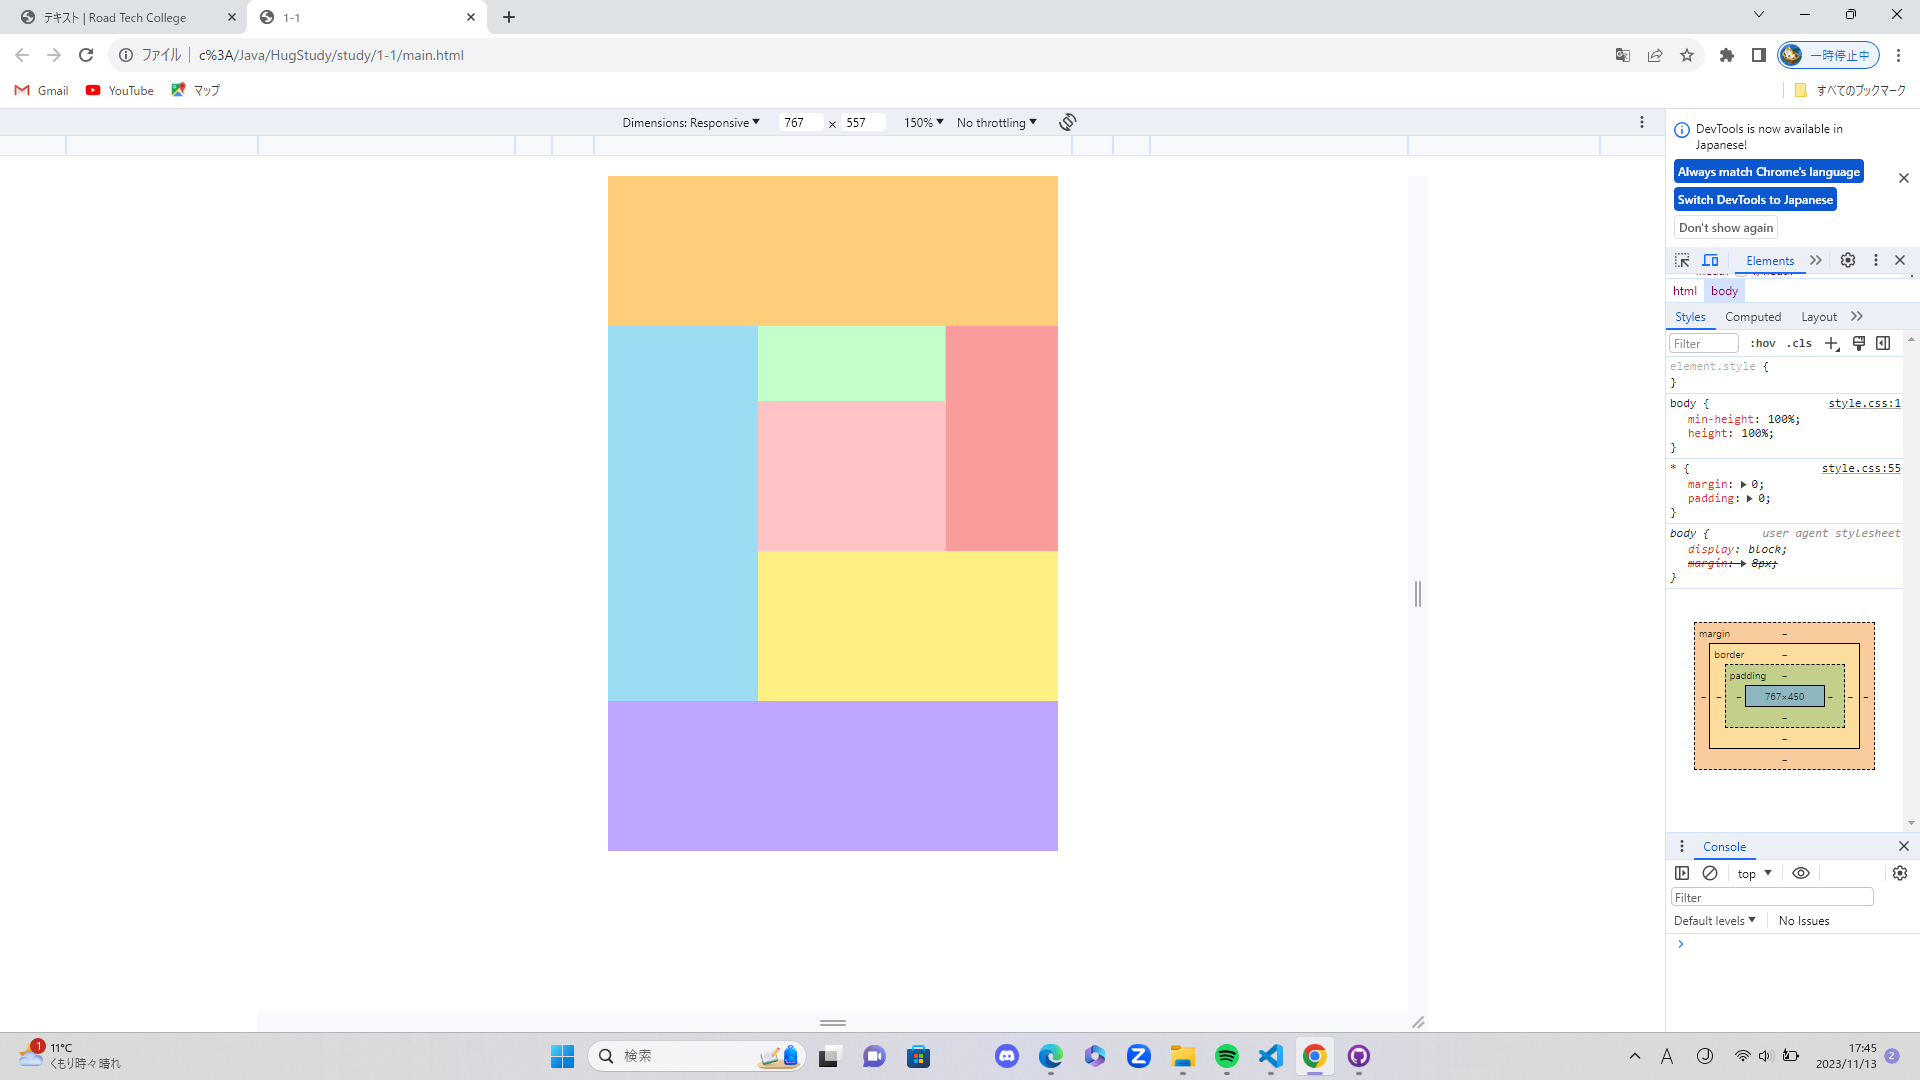 テキスト | Road Tech College
1-1
ファイル | c%3A/Java/HugStudy/study/1-1/main.html
一時停止中
Gmail
YouTube
マップ
すべてのブックマーク
Dimensions: Responsive
767 × 557
150%
No throttling
DevTools is now available in
Japanese!
Always match Chrome's language
Switch DevTools to Japanese
Don't show again
Elements
html body
Styles Computed Layout
Filter :hov .cls
element.style {
}
body { style.css:1
min-height: 100%;
height: 100%;
}
* { style.css:55
margin: 0;
padding: 0;
}
body { user agent stylesheet
display: block;
margin: 8px;
}
margin –
border –
padding –
– – – 767×450 – – –
–
–
–
Console
top
Filter
Default levels No Issues
1
11°C
くもり時々晴れ
検索
A
17:45
2023/11/13
2